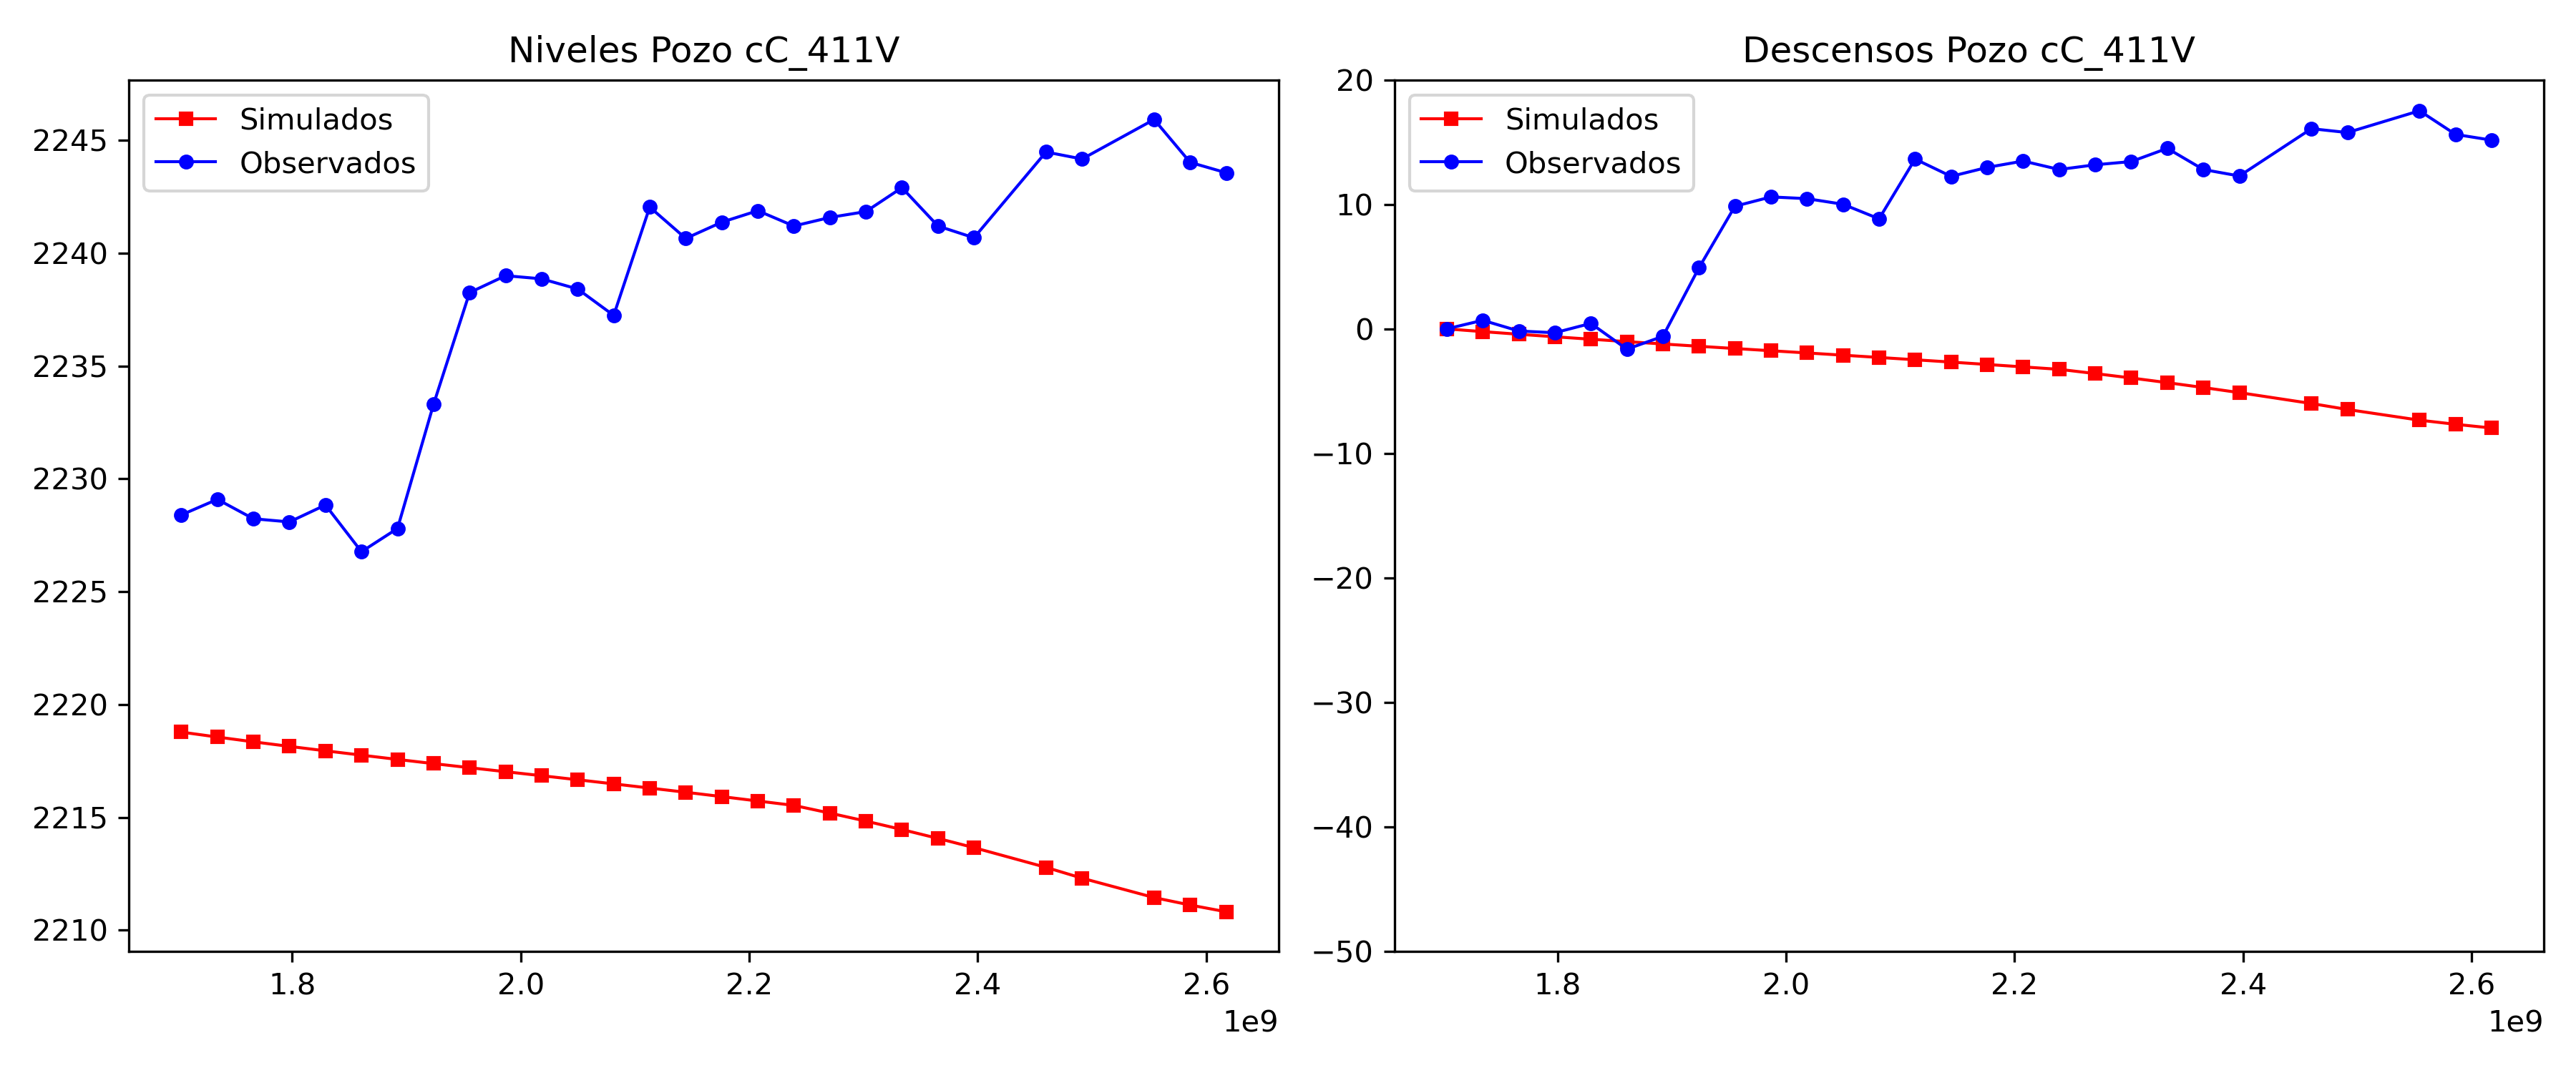 Niveles Pozo cC_411V
Simulados
Observados
2245
2240
2235
2230
2225
2220
2215
2210
1.8 2.0 2.2 2.4 2.6
1e9
Descensos Pozo cC_411V
Simulados
Observados
20
10
0
−10
−20
−30
−40
−50
1.8 2.0 2.2 2.4 2.6
1e9